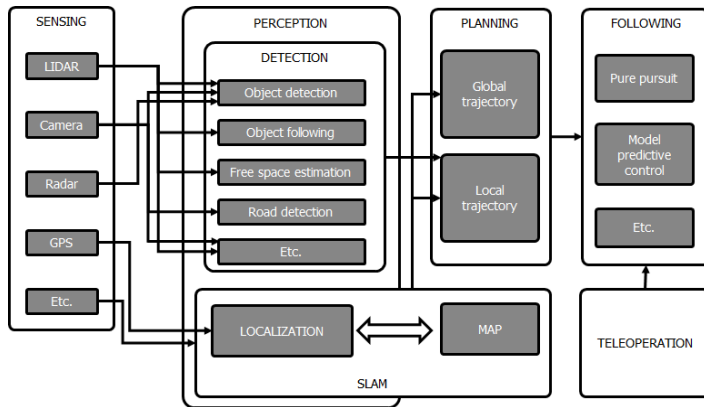 SENSING
LIDAR
Camera
Radar
GPS
Etc.
PERCEPTION
DETECTION
Object detection
Object following
Free space estimation
Road detection
Etc.
LOCALIZATION
MAP
SLAM
PLANNING
Global
trajectory
Local
trajectory
FOLLOWING
Pure pursuit
Model
predictive
control
Etc.
TELEOPERATION